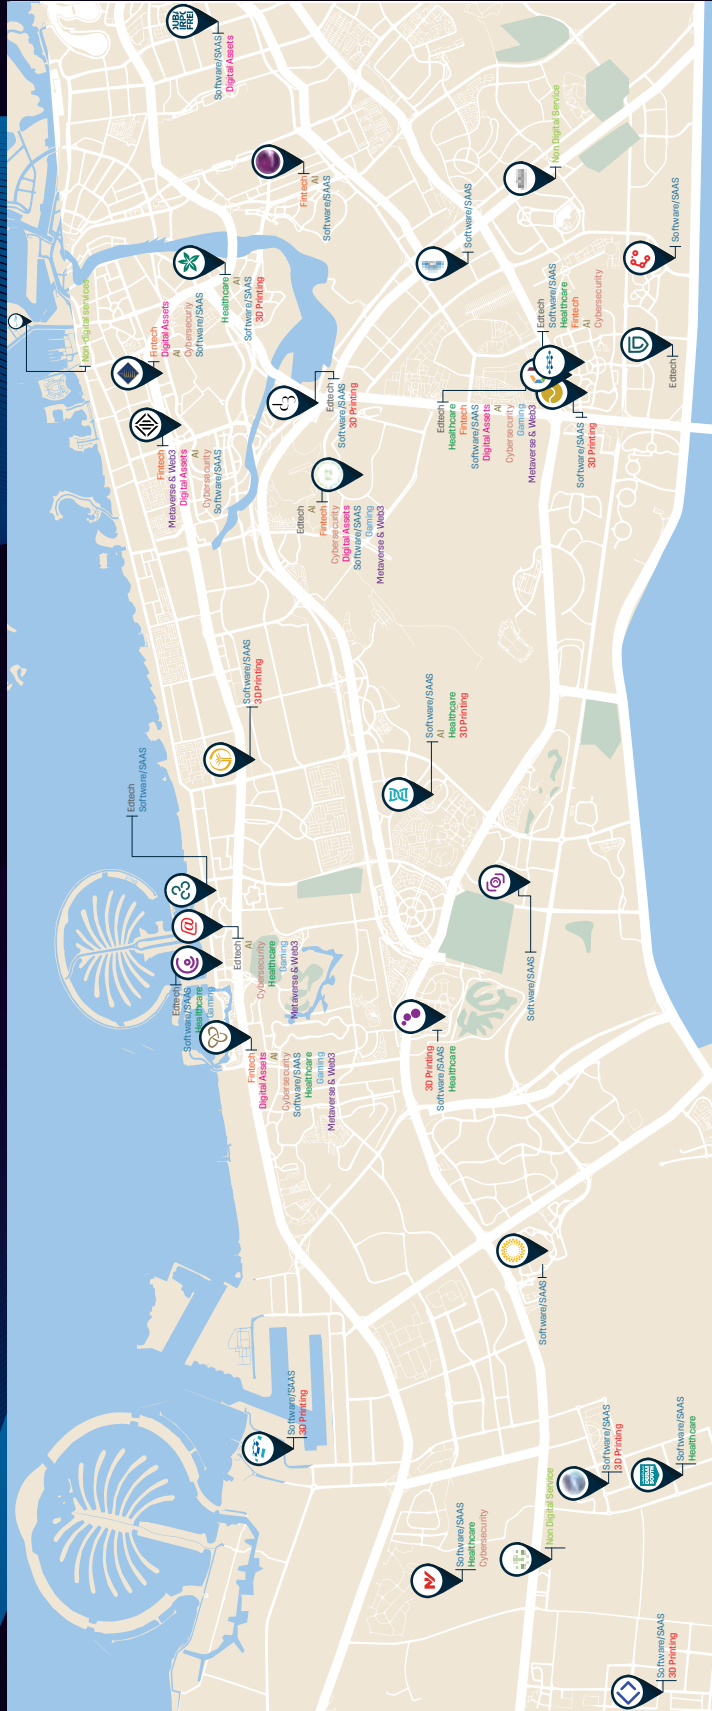 DUBAI
Software/SAAS
Digital Assets
Fintech
AI
Software/SAAS
Non Digital Service
Software/SAAS
Software/SAAS
Non Digital services
Healthcare
AI
Software/SAAS
3D Printing
Fintech
Digital Assets
AI
Cybersecurity
Software/SAAS
Fintech
Metaverse & Web3
Digital Assets
AI
Cybersecurity
Software/SAAS
Edtech
Software/SAAS
3D Printing
Edtech
Software/SAAS
Healthcare
Fintech
AI
Cybersecurity
Edtech
Edtech
Healthcare
Fintech
Software/SAAS
Digital Assets
AI
Cybersecurity
Gaming
Metaverse & Web3
Software/SAAS
3D Printing
Edtech
AI
Fintech
Cybersecurity
Digital Assets
Software/SAAS
Gaming
Metaverse & Web3
Software/SAAS
3D Printing
Software/SAAS
AI
Healthcare
3D Printing
Edtech
Software/SAAS
Edtech
AI
Cybersecurity
Healthcare
Gaming
Metaverse & Web3
Edtech
Software/SAAS
Healthcare
Gaming
Software/SAAS
Fintech
Digital Assets
AI
Cybersecurity
Software/SAAS
Healthcare
Gaming
Metaverse & Web3
3D Printing
Software/SAAS
Healthcare
Software/SAAS
Software/SAAS
3D Printing
Software/SAAS
3D Printing
Software/SAAS
Healthcare
Non Digital Service
Software/SAAS
Healthcare
Cybersecurity
Software/SAAS
3D Printing
DUBAI
SOUTH